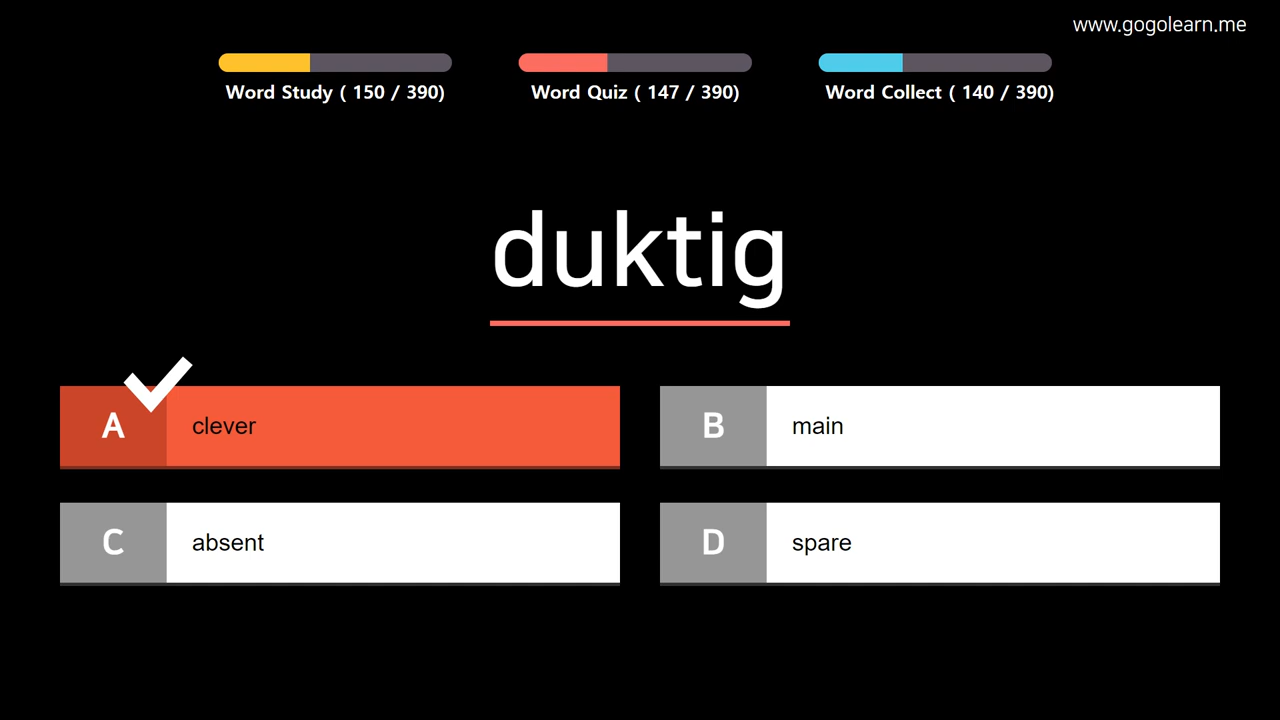 www.gogolearn.me
Word Study ( 150 / 390)
Word Quiz ( 147 / 390)
Word Collect ( 140 / 390)
duktig
A clever
B main
C absent
D spare